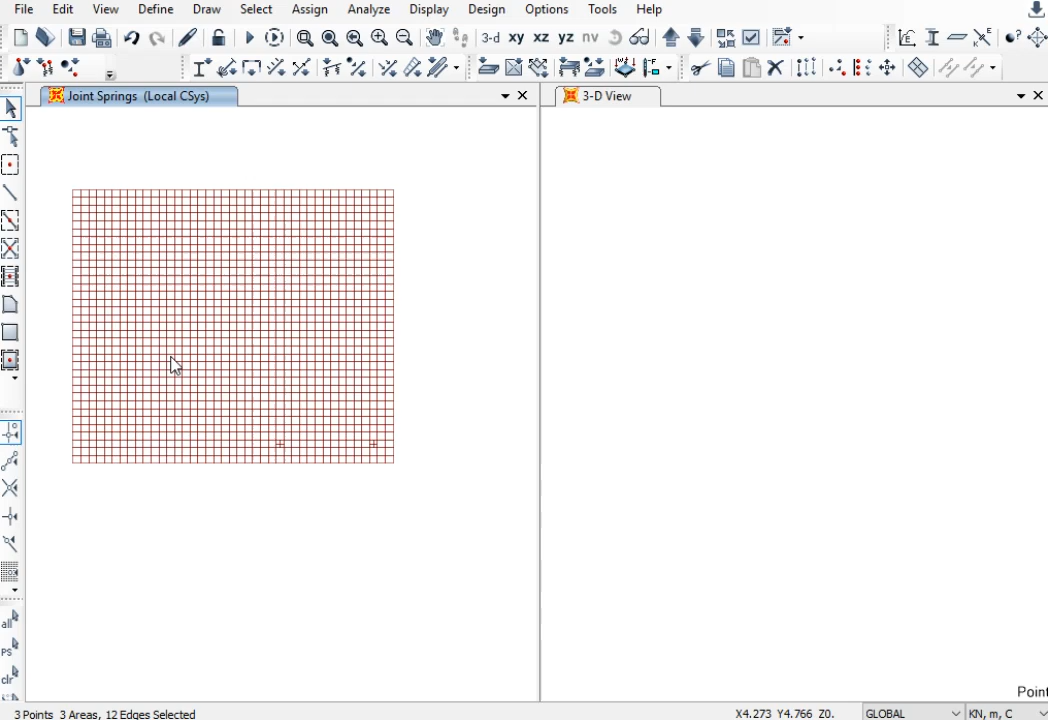 File Edit View Define Draw Select Assign Analyze Display Design Options Tools Help
3-d xy xz yz nv
Joint Springs (Local CSys)
3-D View
all
PS
clr
Point
3 Points 3 Areas, 12 Edges Selected
X4.273 Y4.766 Z0.
GLOBAL
KN, m, C